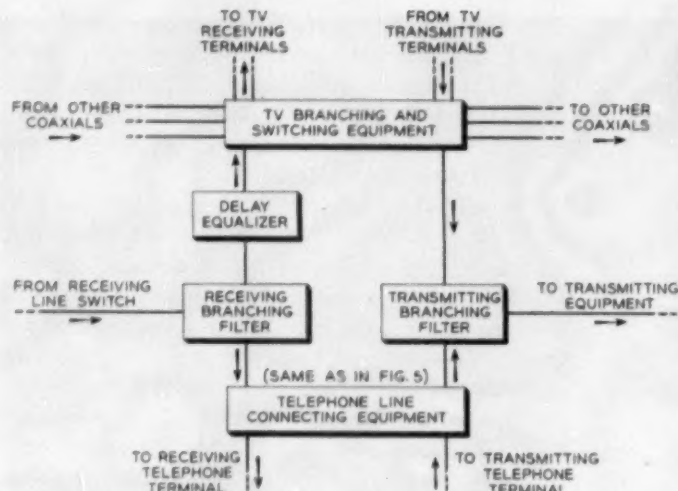 TO TV
RECEIVING
TERMINALS
FROM TV
TRANSMITTING
TERMINALS
FROM OTHER
COAXIALS
TV BRANCHING AND
SWITCHING EQUIPMENT
TO OTHER
COAXIALS
DELAY
EQUALIZER
FROM RECEIVING
LINE SWITCH
RECEIVING
BRANCHING
FILTER
TRANSMITTING
BRANCHING
FILTER
TO TRANSMITTING
EQUIPMENT
(SAME AS IN FIG. 5)
TELEPHONE LINE
CONNECTING EQUIPMENT
TO RECEIVING
TELEPHONE
TERMINAL
TO TRANSMITTING
TELEPHONE
TERMINAL